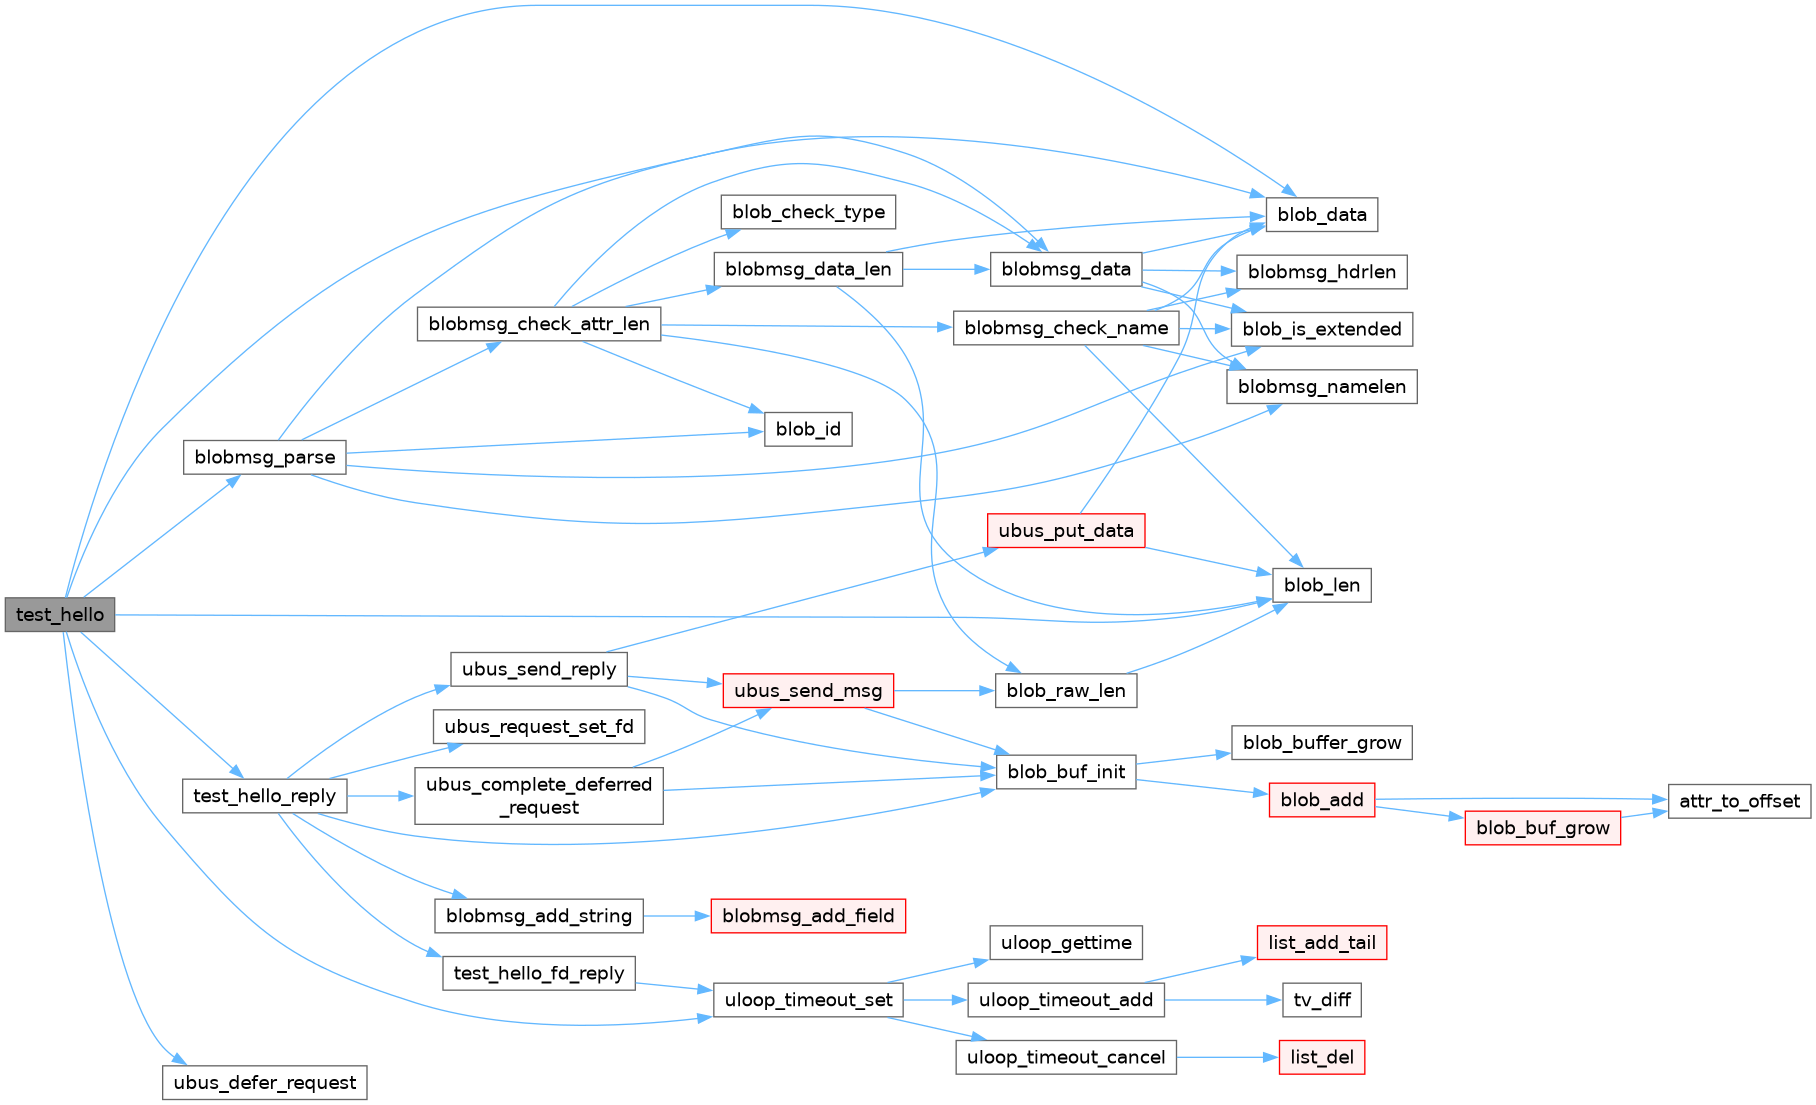 test_hello
blobmsg_parse
test_hello_reply
ubus_defer_request
blobmsg_check_attr_len
ubus_send_reply
ubus_request_set_fd
ubus_complete_deferred
_request
blobmsg_add_string
test_hello_fd_reply
blob_check_type
blobmsg_data_len
blob_id
ubus_send_msg
blobmsg_add_field
uloop_timeout_set
blobmsg_data
blobmsg_check_name
ubus_put_data
blob_raw_len
blob_buf_init
uloop_gettime
uloop_timeout_add
uloop_timeout_cancel
blob_data
blobmsg_hdrlen
blob_is_extended
blobmsg_namelen
blob_len
blob_buffer_grow
blob_add
list_add_tail
tv_diff
list_del
blob_buf_grow
attr_to_offset